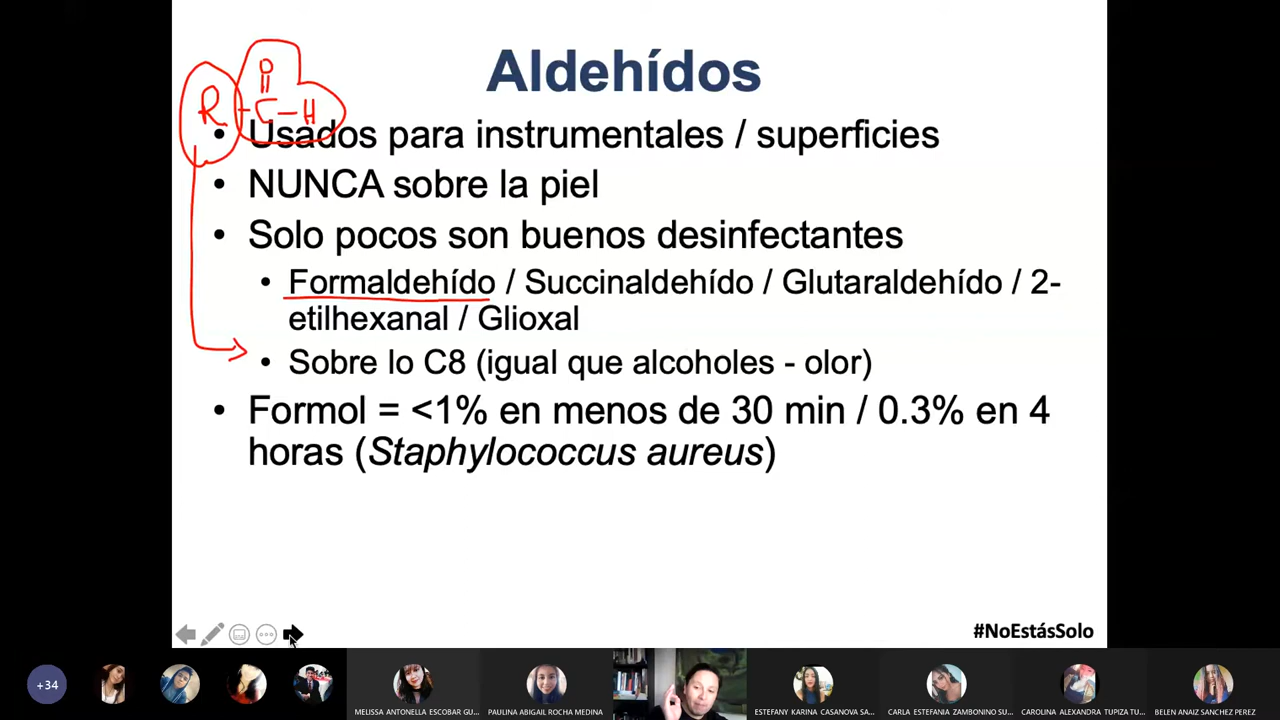 Aldehídos
O
R - C - H
• Usados para instrumentales / superficies
• NUNCA sobre la piel
• Solo pocos son buenos desinfectantes
• Formaldehído / Succinaldehído / Glutaraldehído / 2-
etilhexanal / Glioxal
• Sobre lo C8 (igual que alcoholes - olor)
• Formol = <1% en menos de 30 min / 0.3% en 4
horas (Staphylococcus aureus)
#NoEstásSolo
+34
MELISSA ANTONELLA ESCOBAR GU...
PAULINA ABIGAIL ROCHA MEDINA
ESTEFANY KARINA CASANOVA SA...
CARLA ESTEFANIA ZAMBONINO SU...
CAROLINA ALEXANDRA TUPIZA TU...
BELEN ANAIZ SANCHEZ PEREZ